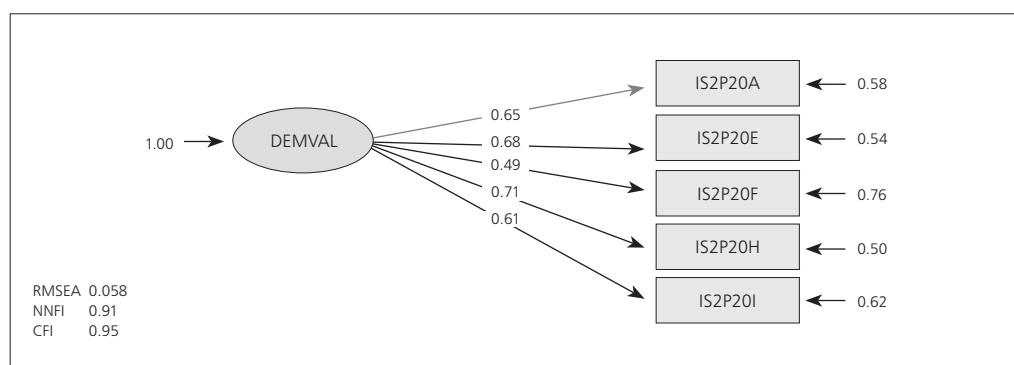 IS2P20A
0.58
0.65
1.00
DEMVAL
0.68
IS2P20E
0.54
0.49
0.71
IS2P20F
0.76
0.61
IS2P20H
0.50
RMSEA 0.058
NNFI 0.91
CFI 0.95
IS2P20I
0.62